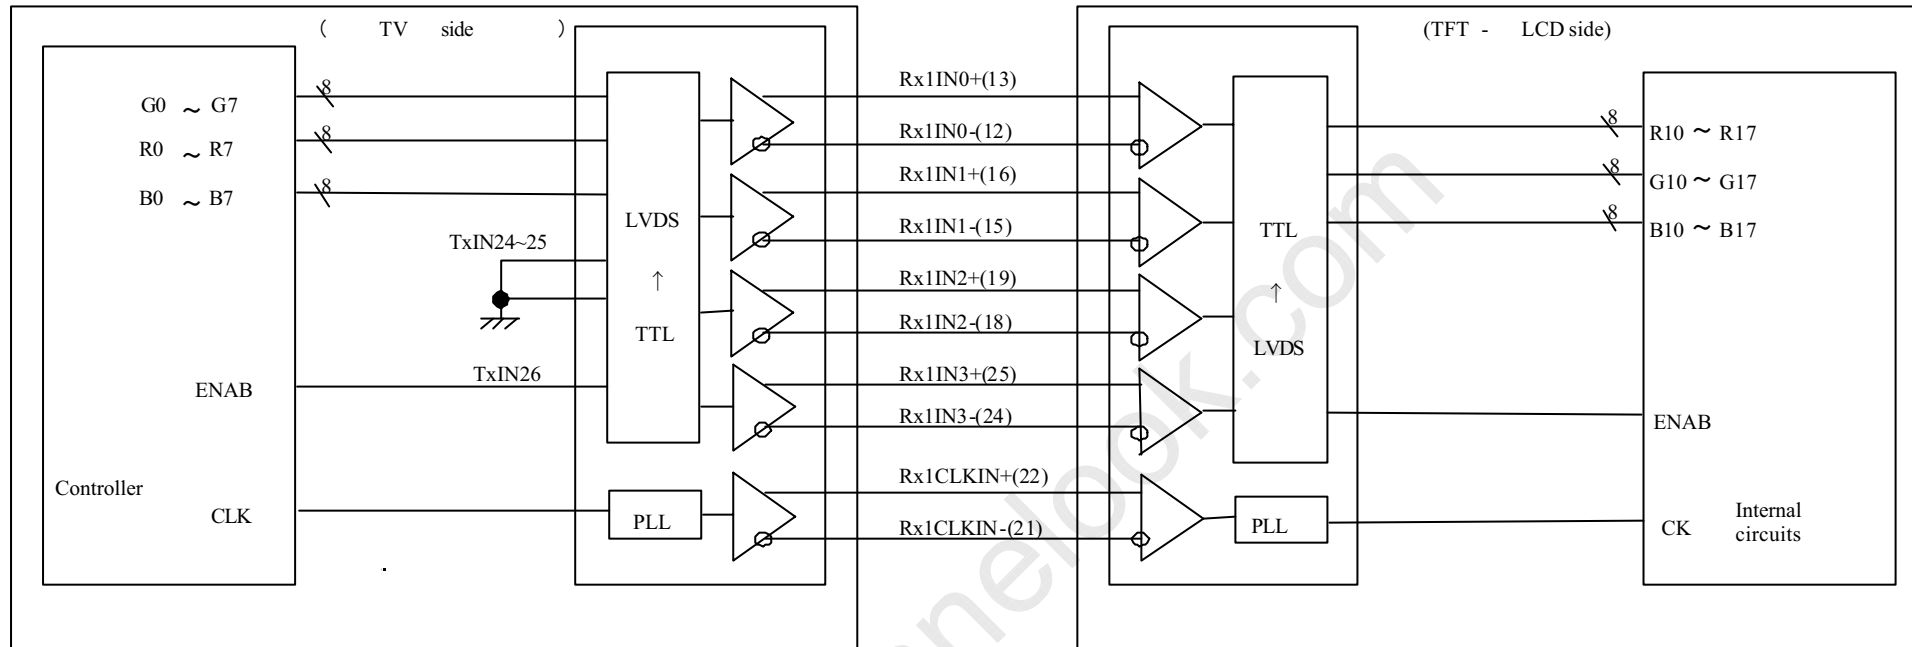 ( TV side )
(TFT - LCD side)
G0 ~ G7
8
R0 ~ R7
8
B0 ~ B7
8
TxIN24~25
TxIN26
ENAB
Controller
CLK
LVDS
↑
TTL
PLL
Rx1IN0+(13)
Rx1IN0-(12)
Rx1IN1+(16)
Rx1IN1-(15)
Rx1IN2+(19)
Rx1IN2-(18)
Rx1IN3+(25)
Rx1IN3-(24)
Rx1CLKIN+(22)
Rx1CLKIN-(21)
TTL
↑
LVDS
PLL
8
R10 ~ R17
8
G10 ~ G17
8
B10 ~ B17
ENAB
CK
Internal
circuits
nelook.com